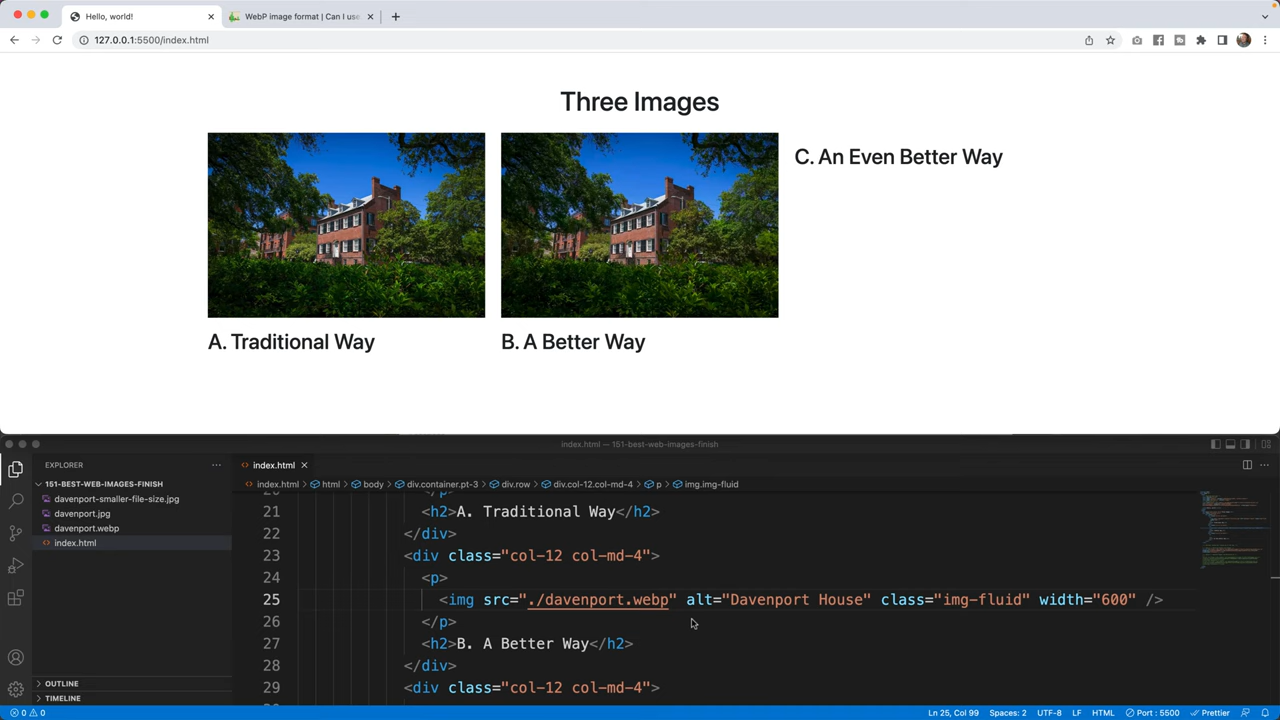 Hello, world!
WebP image format | Can I use
127.0.0.1:5500/index.html
Three Images
C. An Even Better Way
A. Traditional Way
B. A Better Way
index.html — 151-best-web-images-finish
EXPLORER
index.html
151-BEST-WEB-IMAGES-FINISH
index.html > html > body > div.container.pt-3 > div.row > div.col-12.col-md-4 > p > img.img-fluid
davenport-smaller-file-size.jpg
davenport.jpg
davenport.webp
index.html
20 </p>
21 <h2>A. Traditional Way</h2>
22 </div>
23 <div class="col-12 col-md-4">
24 <p>
25 <img src="./davenport.webp" alt="Davenport House" class="img-fluid" width="600" />
26 </p>
27 <h2>B. A Better Way</h2>
28 </div>
29 <div class="col-12 col-md-4">
OUTLINE
TIMELINE
0 0
Ln 25, Col 99 Spaces: 2 UTF-8 LF HTML Port : 5500 Prettier